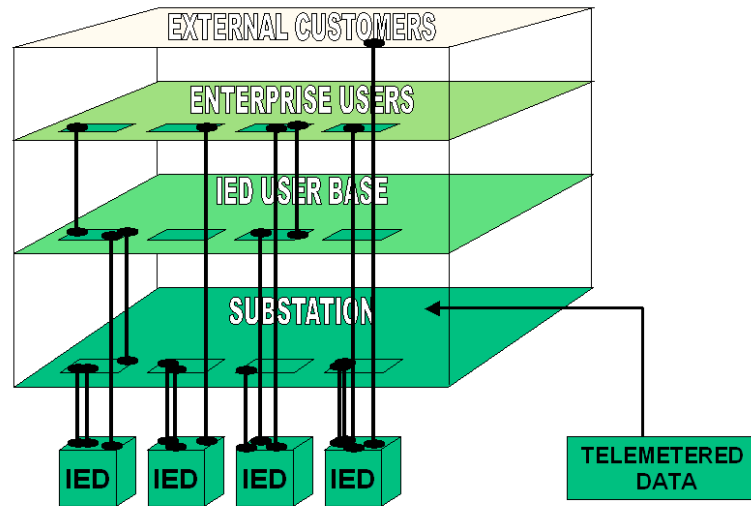 EXTERNAL CUSTOMERS
ENTERPRISE USERS
IED USER BASE
SUBSTATION
IED
IED
IED
IED
TELEMETERED
DATA